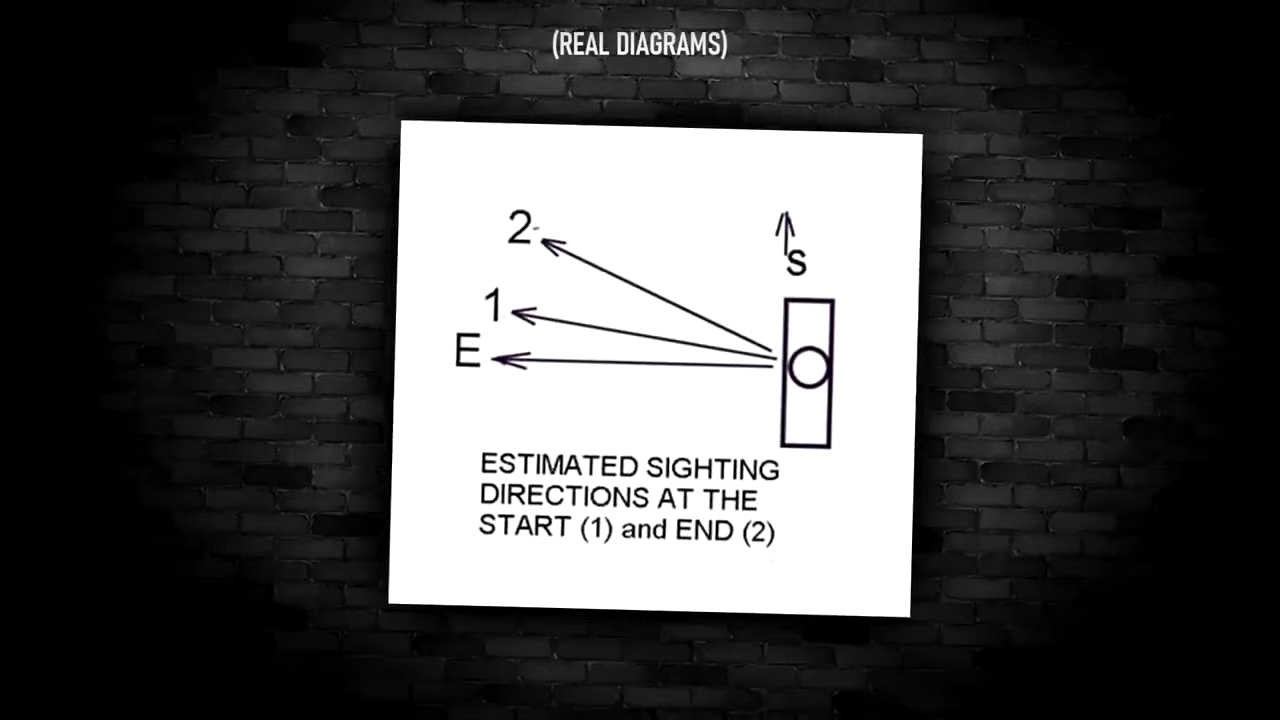 (REAL DIAGRAMS)
2
S
1
E
ESTIMATED SIGHTING
DIRECTIONS AT THE
START (1) and END (2)